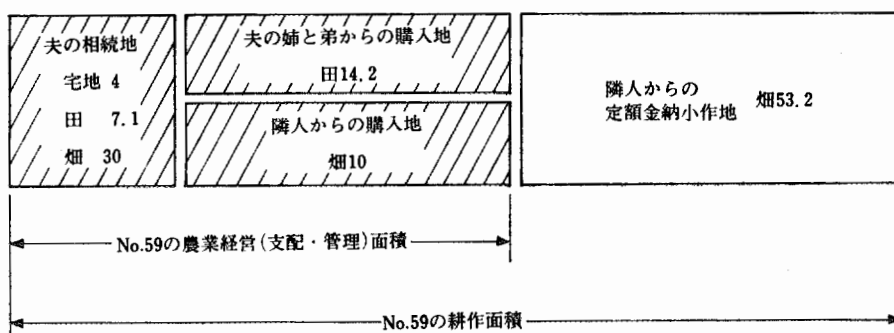 夫の相続地
宅地 4
田 7.1
畑 30
夫の姉と弟からの購入地
田14.2
隣人からの購入地
畑10
隣人からの
定額金納小作地 畑53.2
No.59の農業経営(支配・管理)面積
No.59の耕作面積